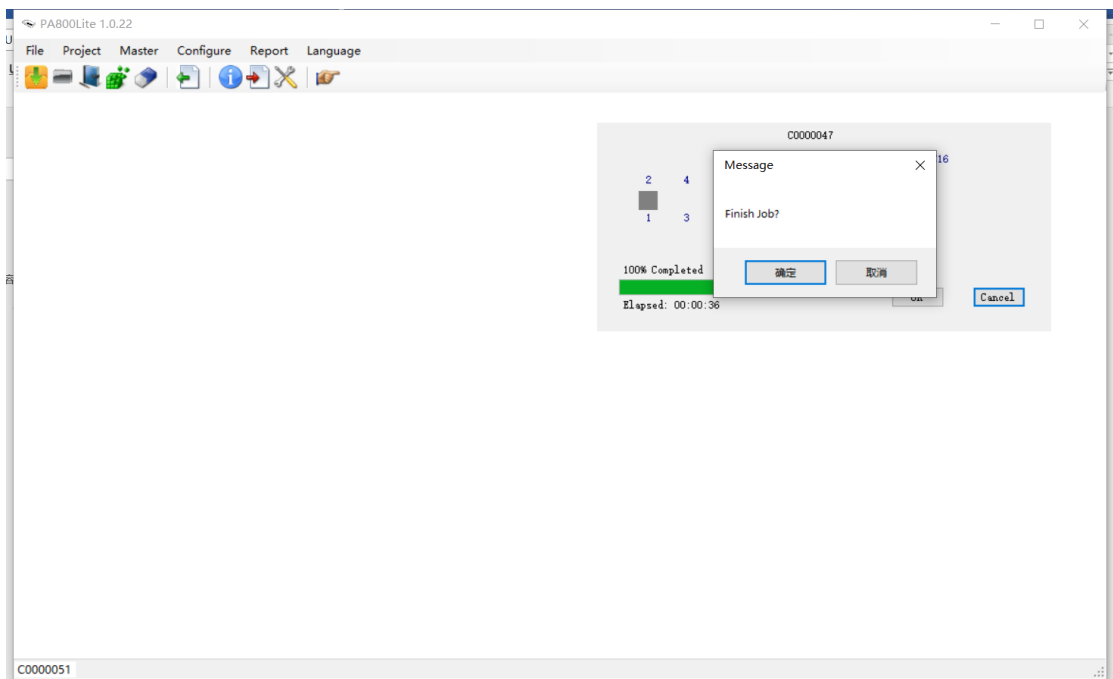 PA800Lite 1.0.22
File Project Master Configure Report Language
C0000047
Message
16
2 4
Finish Job?
1 3
100% Completed
确定 取消
Cancel
Elapsed: 00:00:36
C0000051